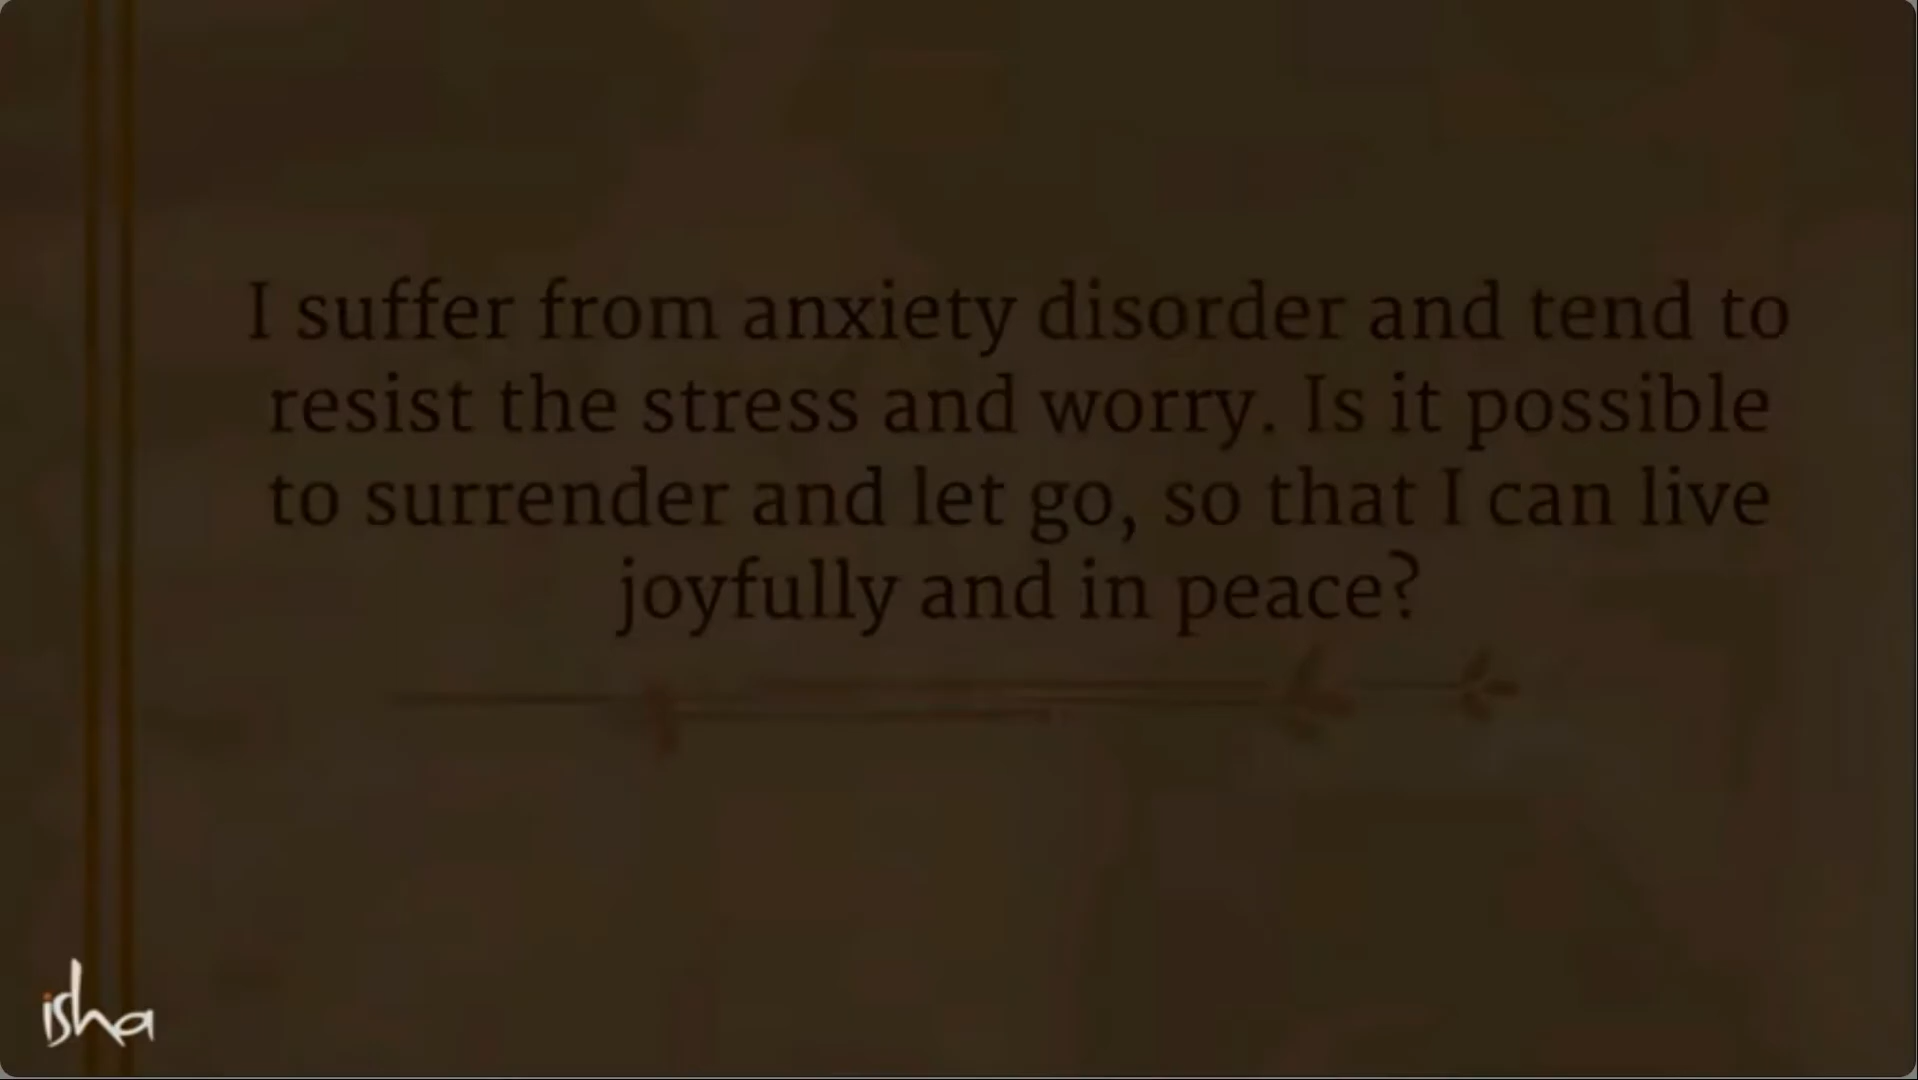 I suffer from anxiety disorder and tend to
resist the stress and worry. Is it possible
to surrender and let go, so that I can live
joyfully and in peace?
isha